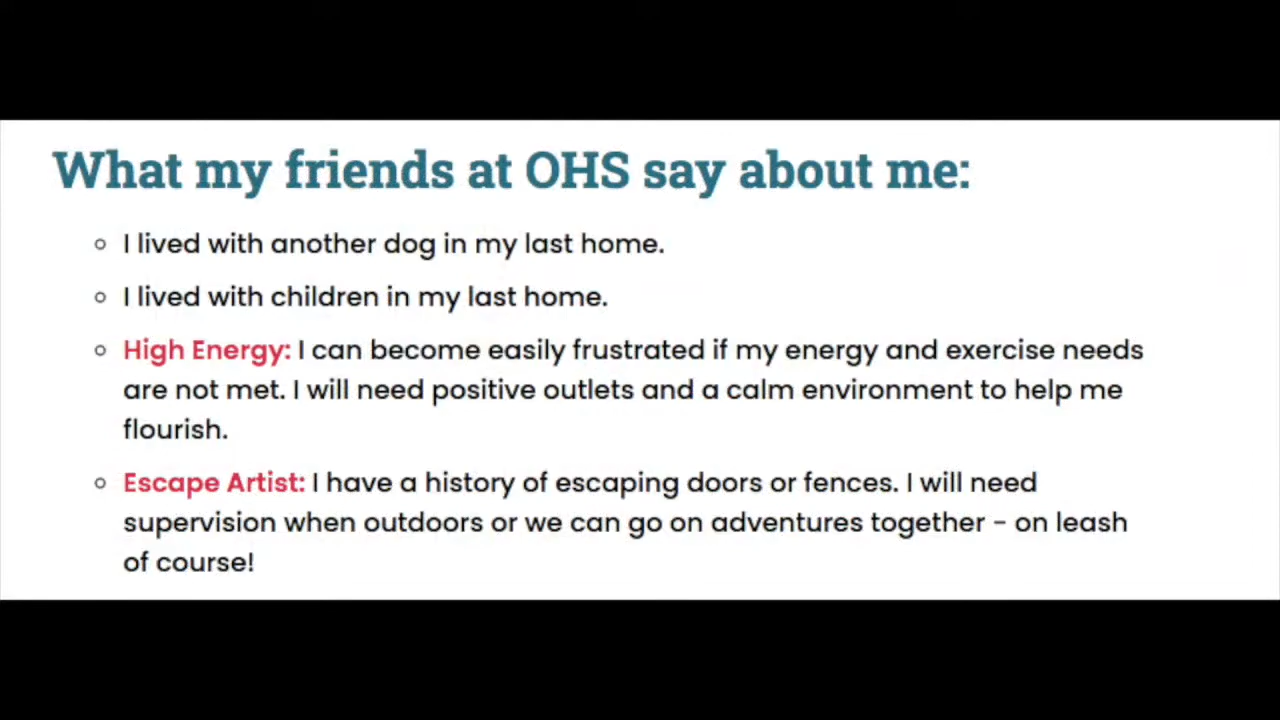 What my friends at OHS say about me:
I lived with another dog in my last home.
I lived with children in my last home.
High Energy: I can become easily frustrated if my energy and exercise needs
are not met. I will need positive outlets and a calm environment to help me
flourish.
Escape Artist: I have a history of escaping doors or fences. I will need
supervision when outdoors or we can go on adventures together - on leash
of course!